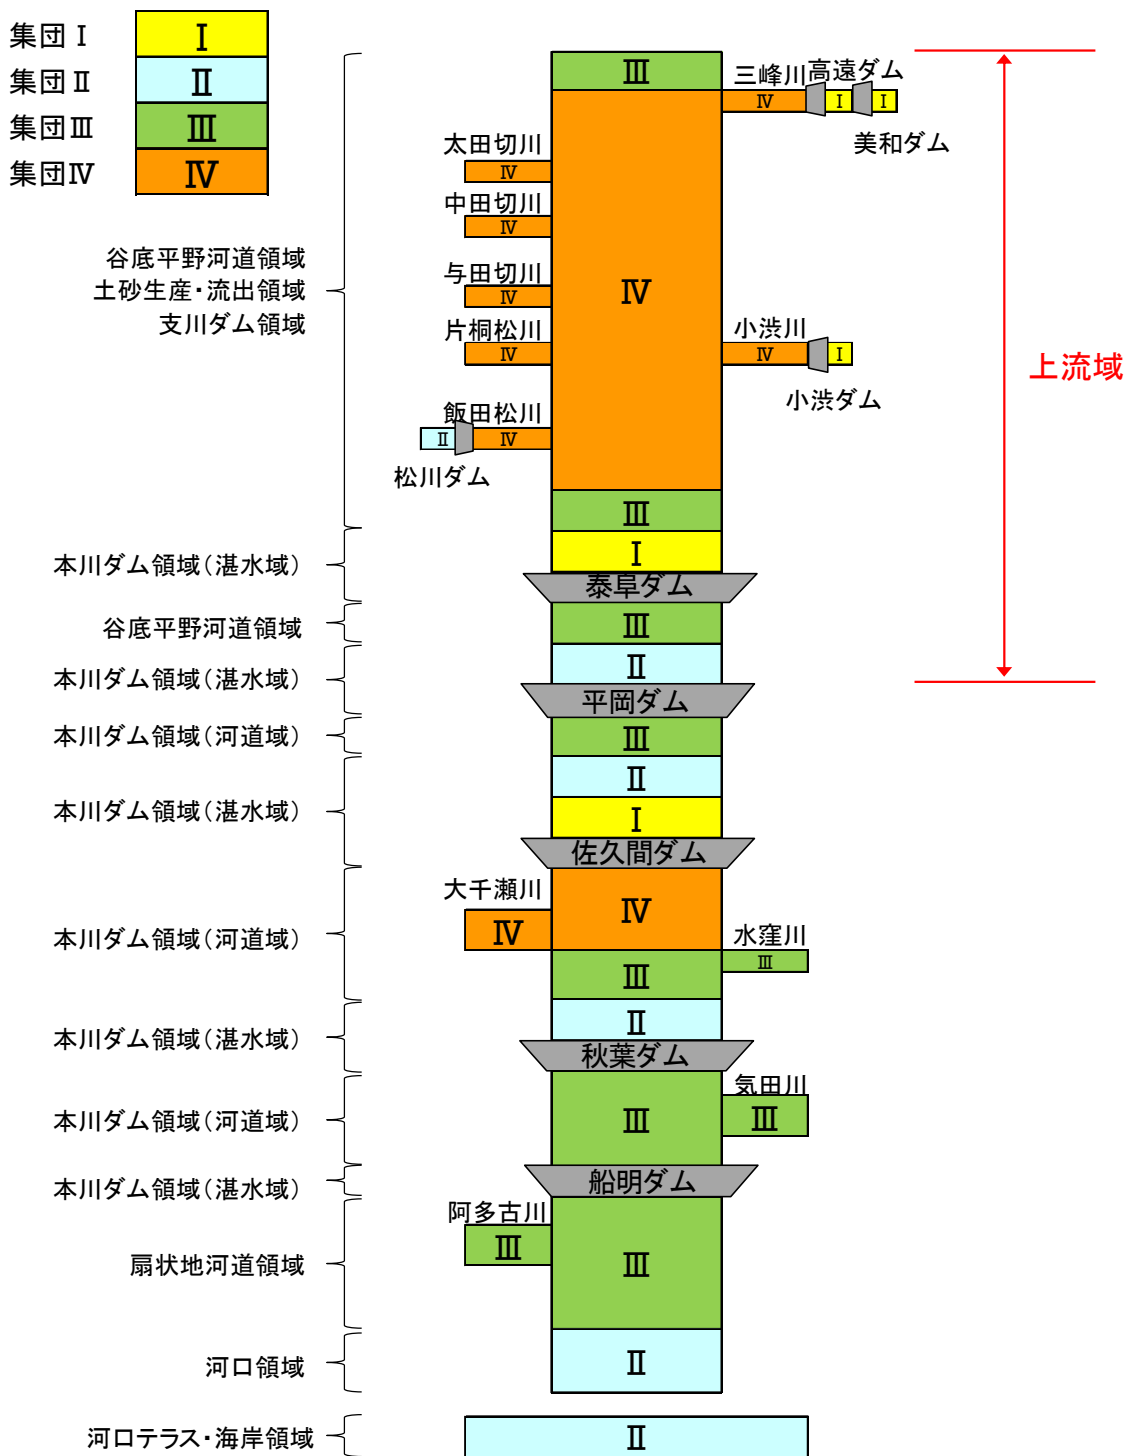 集団Ⅰ
Ⅰ
集団Ⅱ
Ⅱ
集団Ⅲ
Ⅲ
集団Ⅳ
Ⅳ
Ⅲ
三峰川
高遠ダム
Ⅳ
Ⅰ
Ⅰ
美和ダム
太田切川
Ⅳ
中田切川
Ⅳ
谷底平野河道領域
土砂生産・流出領域
支川ダム領域
与田切川
Ⅳ
Ⅳ
片桐松川
Ⅳ
小渋川
Ⅳ
Ⅰ
小渋ダム
上流域
飯田松川
Ⅱ
Ⅳ
松川ダム
Ⅲ
本川ダム領域(湛水域)
Ⅰ
泰阜ダム
谷底平野河道領域
Ⅲ
本川ダム領域(湛水域)
Ⅱ
平岡ダム
本川ダム領域(河道域)
Ⅲ
Ⅱ
本川ダム領域(湛水域)
Ⅰ
佐久間ダム
大千瀬川
Ⅳ
Ⅳ
本川ダム領域(河道域)
水窪川
Ⅲ
Ⅲ
Ⅱ
本川ダム領域(湛水域)
秋葉ダム
気田川
Ⅲ
本川ダム領域(河道域)
Ⅲ
船明ダム
本川ダム領域(湛水域)
阿多古川
Ⅲ
Ⅲ
扇状地河道領域
河口領域
Ⅱ
河口テラス・海岸領域
Ⅱ